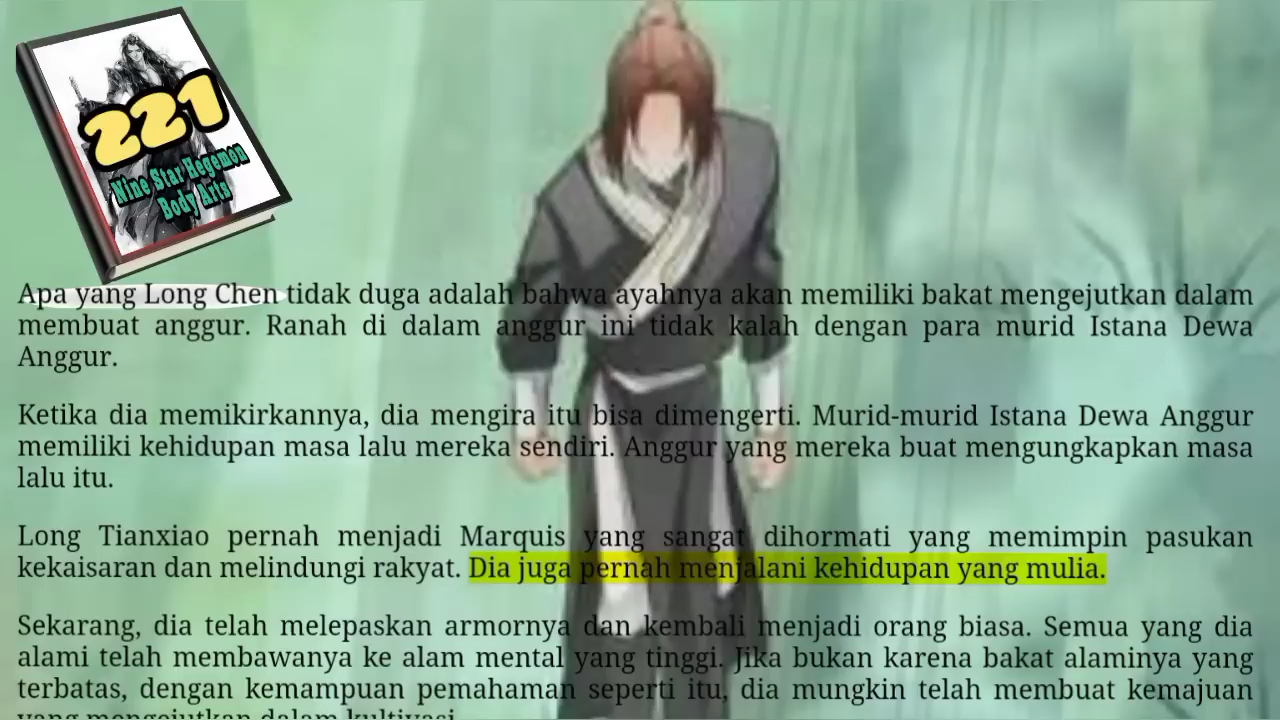 221
Nine Star Hegemon
Body Arts
Apa yang Long Chen tidak duga adalah bahwa ayahnya akan memiliki bakat mengejutkan dalam
membuat anggur. Ranah di dalam anggur ini tidak kalah dengan para murid Istana Dewa
Anggur.
Ketika dia memikirkannya, dia mengira itu bisa dimengerti. Murid-murid Istana Dewa Anggur
memiliki kehidupan masa lalu mereka sendiri. Anggur yang mereka buat mengungkapkan masa
lalu itu.
Long Tianxiao pernah menjadi Marquis yang sangat dihormati yang memimpin pasukan
kekaisaran dan melindungi rakyat. Dia juga pernah menjalani kehidupan yang mulia.
Sekarang, dia telah melepaskan armornya dan kembali menjadi orang biasa. Semua yang dia
alami telah membawanya ke alam mental yang tinggi. Jika bukan karena bakat alaminya yang
terbatas, dengan kemampuan pemahaman seperti itu, dia mungkin telah membuat kemajuan
yang mengejutkan dalam kultivasi.